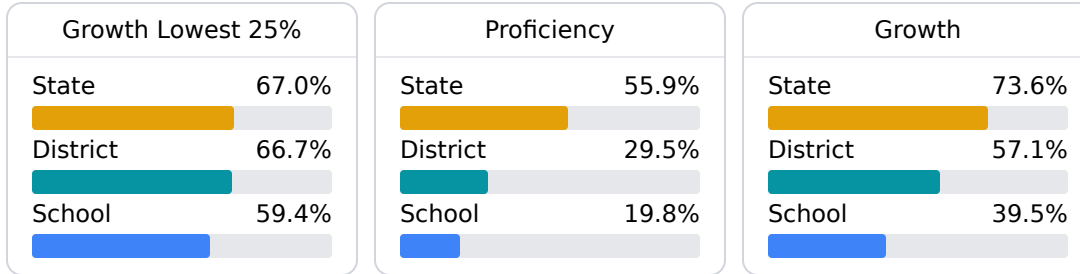 Growth Lowest 25%
State 67.0%
District 66.7%
School 59.4%
Proficiency
State 55.9%
District 29.5%
School 19.8%
Growth
State 73.6%
District 57.1%
School 39.5%